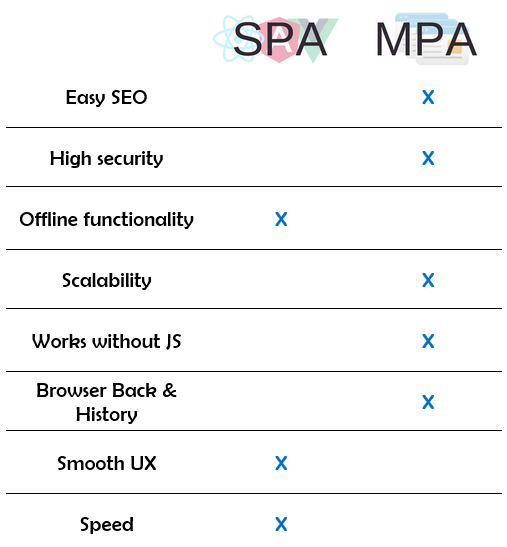 SPA MPA
Easy SEO X
High security X
Offline functionality X
Scalability X
Works without JS X
Browser Back &
History X
Smooth UX X
Speed X